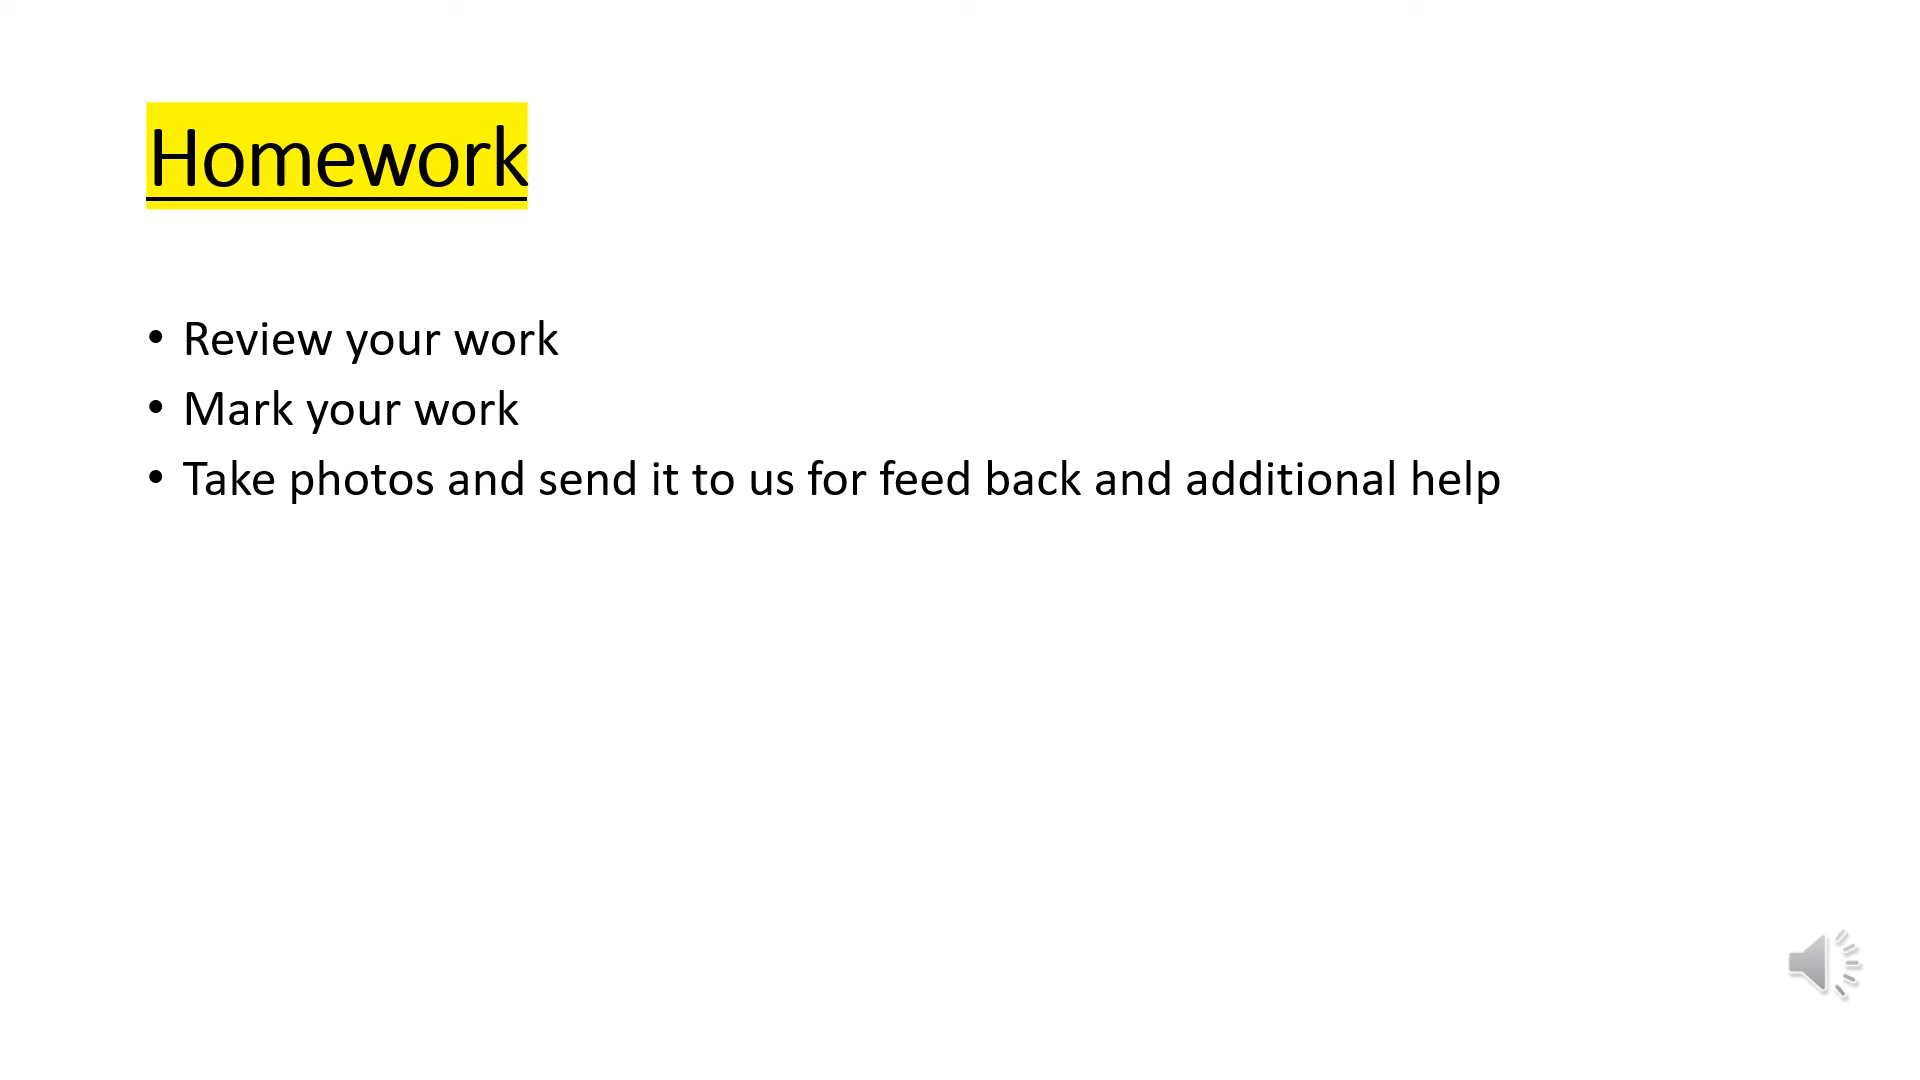 Homework
• Review your work
• Mark your work
• Take photos and send it to us for feed back and additional help